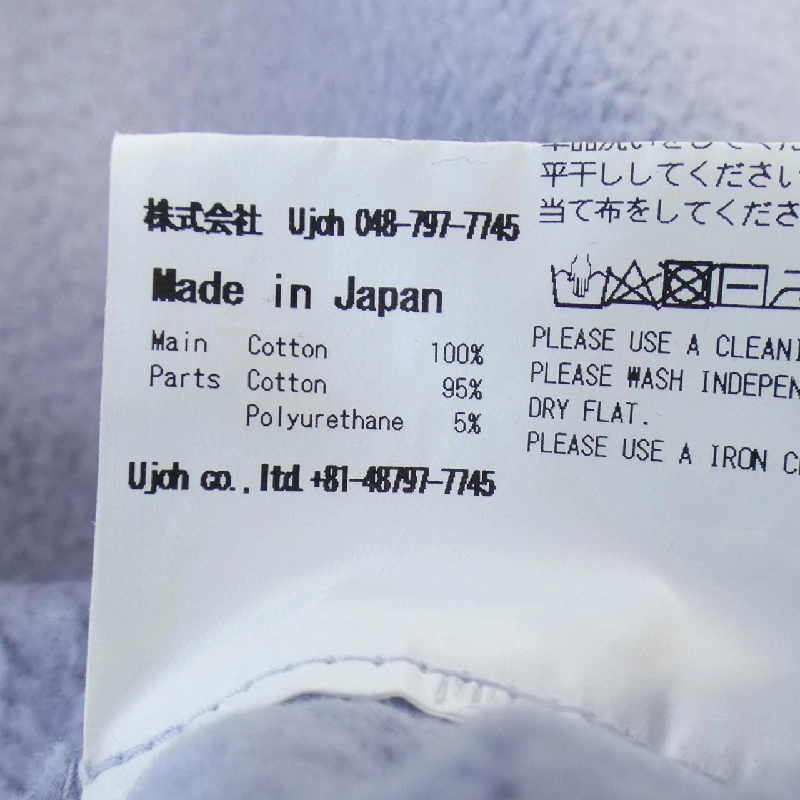 株式会社 Ujoh 048-797-7745
Made in Japan
Main Cotton 100%
Parts Cotton 95%
Polyurethane 5%
Ujoh co., ltd +81-48797-7745
平干ししてください
当て布をしてくださ
PLEASE USE A CLEANI
PLEASE WASH INDEPEN
DRY FLAT.
PLEASE USE A IRON